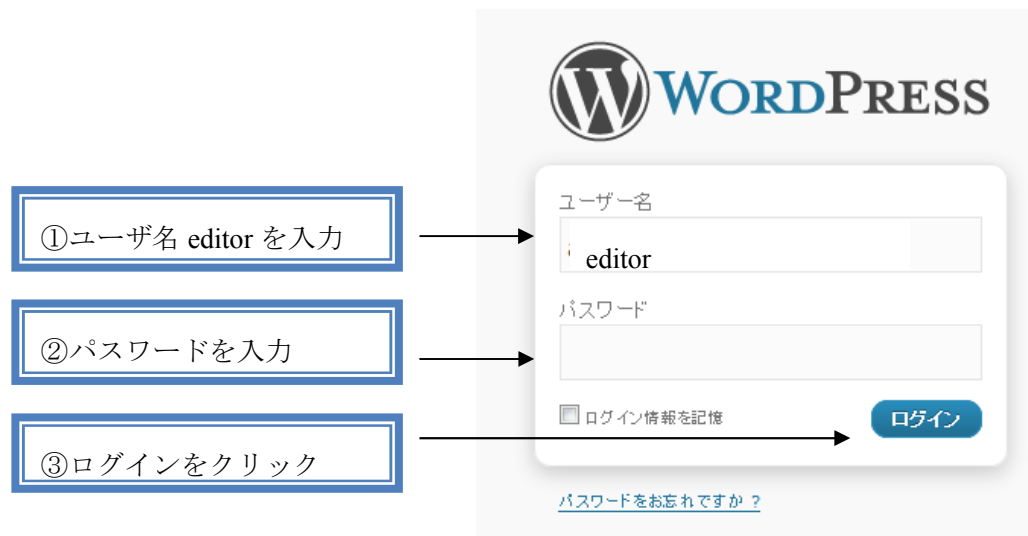 WORDPRESS
ユーザー名
①ユーザ名 editor を入力
editor
パスワード
②パスワードを入力
ログイン情報を記憶
ログイン
③ログインをクリック
パスワードをお忘れですか ?